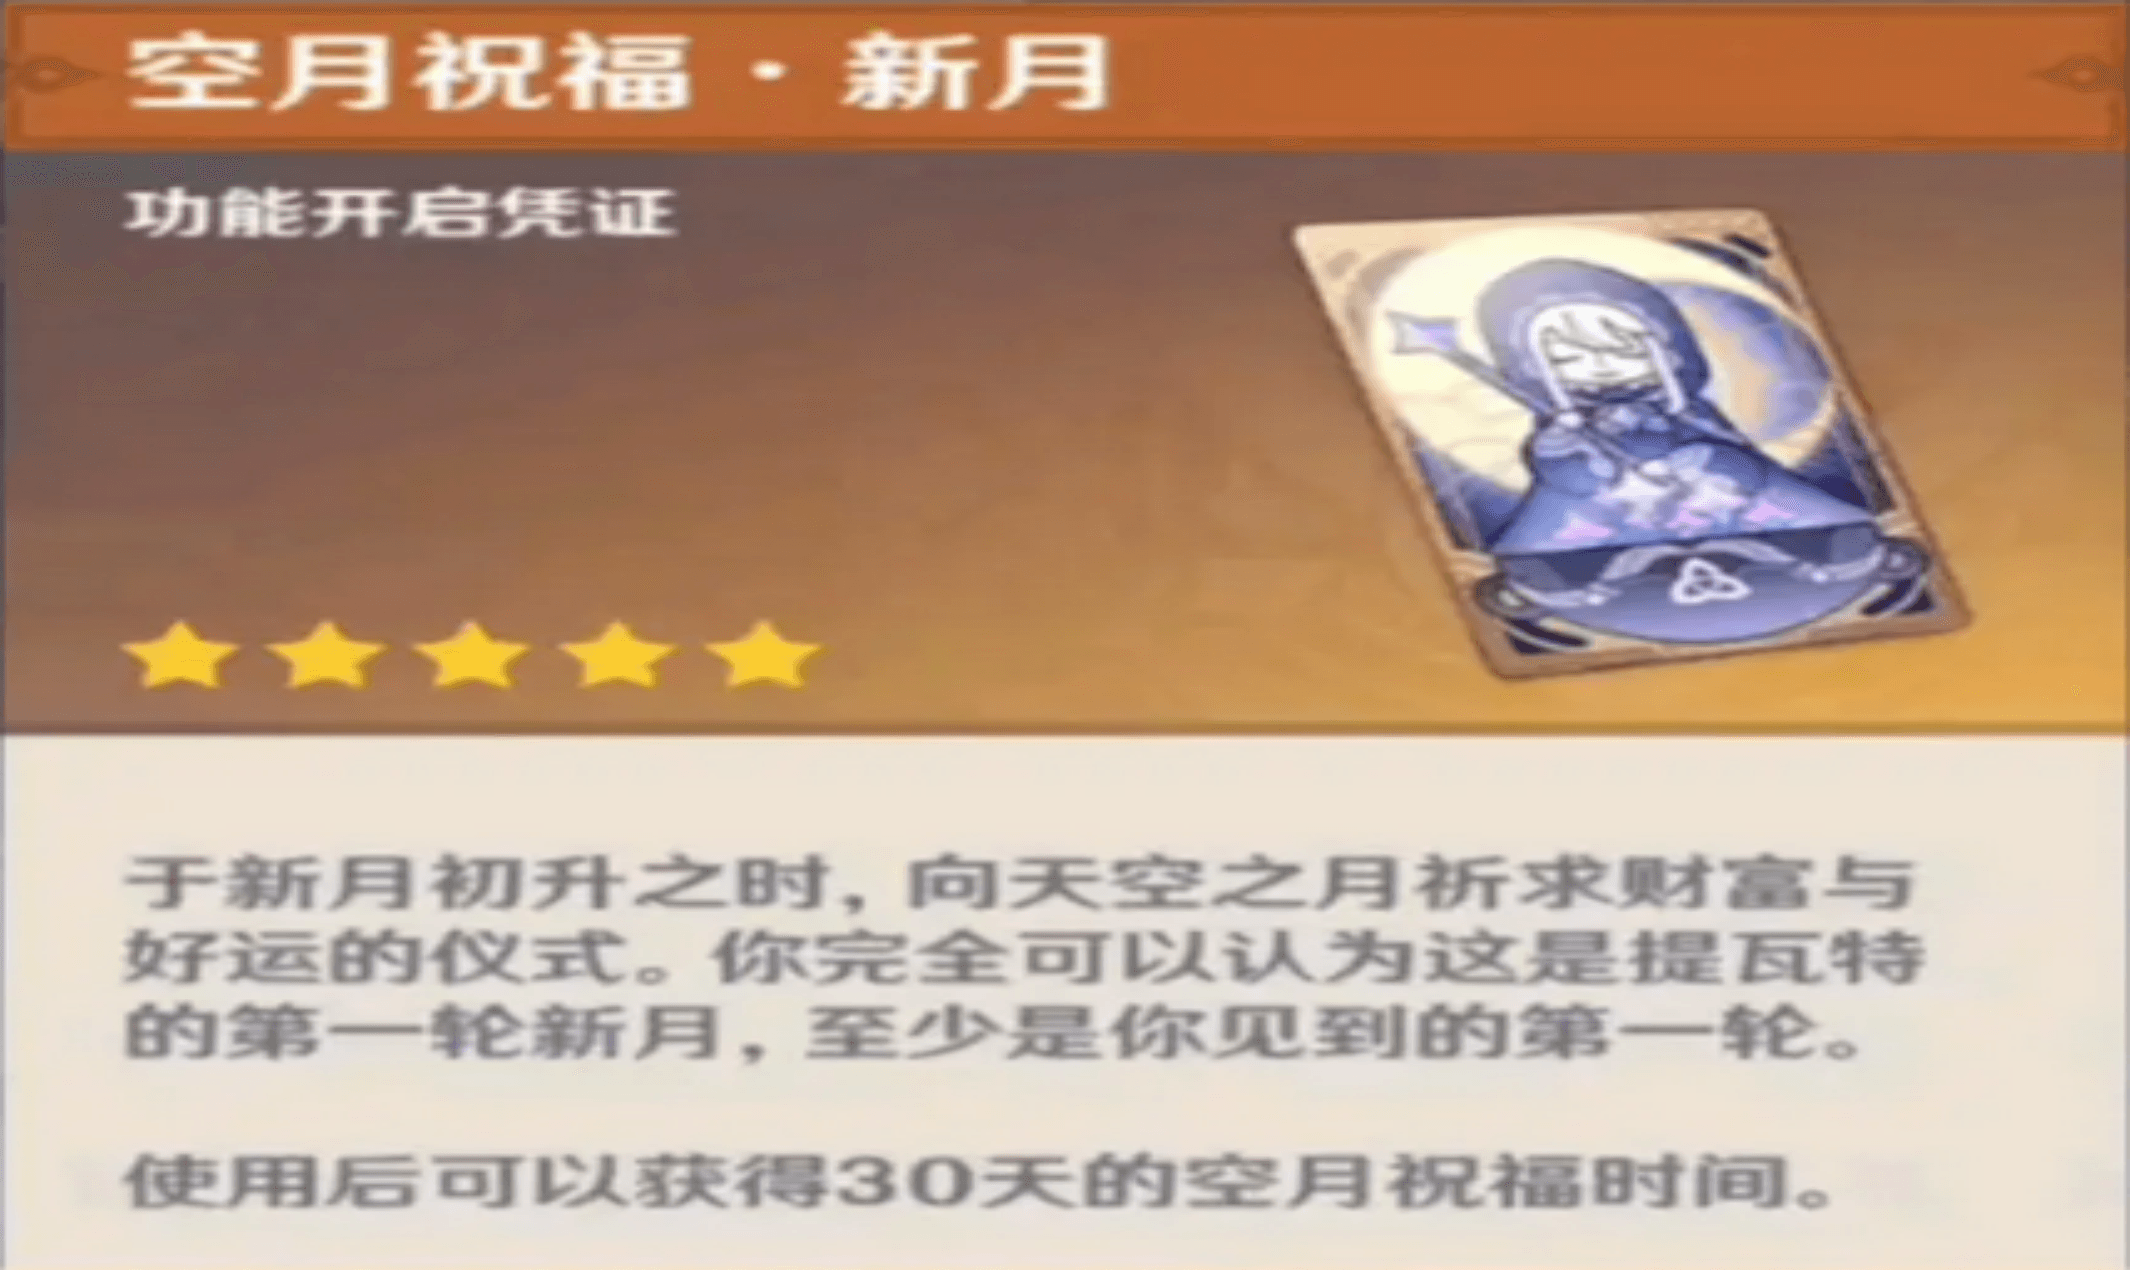 空月祝福·新月
功能开启凭证
于新月初升之时，向天空之月祈求财富与
好运的仪式。你完全可以认为这是提瓦特
的第一轮新月，至少是你见到的第一轮。
使用后可以获得30天的空月祝福时间。